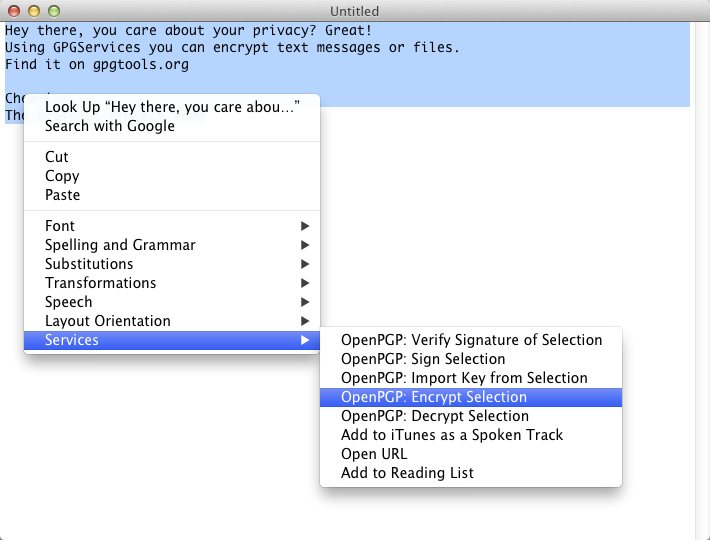 Untitled
Hey there, you care about your privacy? Great!
Using GPGServices you can encrypt text messages or files.
Find it on gpgtools.org
Look Up “Hey there, you care abou…”
Search with Google
Cut
Copy
Paste
Font
Spelling and Grammar
Substitutions
Transformations
Speech
Layout Orientation
Services
OpenPGP: Verify Signature of Selection
OpenPGP: Sign Selection
OpenPGP: Import Key from Selection
OpenPGP: Encrypt Selection
OpenPGP: Decrypt Selection
Add to iTunes as a Spoken Track
Open URL
Add to Reading List